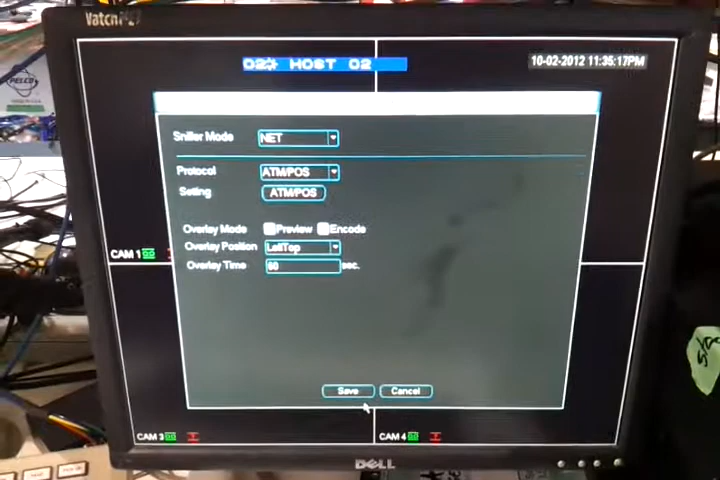 PELCO
02* HOST 02
10-02-2012 11:35:17PM
Sniffer Mode NET
Protocol ATM/POS
Setting ATM/POS
Overlay Mode Preview Encode
Overlay Position LeftTop
Overlay Time 60 sec.
CAM 1
Save Cancel
CAM 3
CAM 4
DELL